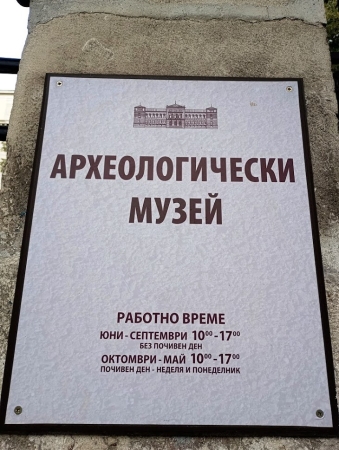 АРХЕОЛОГИЧЕСКИ
МУЗЕЙ
РАБОТНО ВРЕМЕ
ЮНИ - СЕПТЕМВРИ 10⁰⁰ - 17⁰⁰
БЕЗ ПОЧИВЕН ДЕН
ОКТОМВРИ - МАЙ 10⁰⁰ - 17⁰⁰
ПОЧИВЕН ДЕН - НЕДЕЛЯ И ПОНЕДЕЛНИК